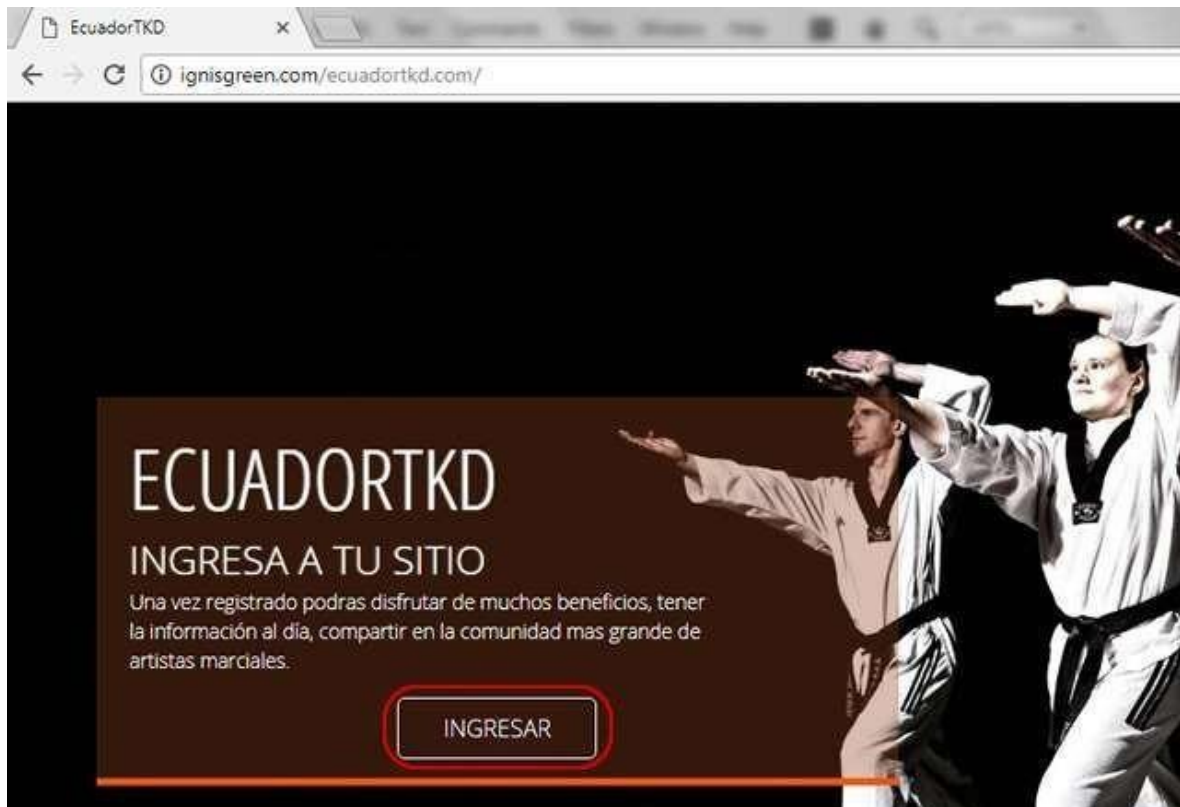 EcuadorTKD
ignisgreen.com/ecuadortkd.com/
ECUADORTKD
INGRESA A TU SITIO
Una vez registrado podras disfrutar de muchos beneficios, tener
la información al día, compartir en la comunidad mas grande de
artistas marciales.
INGRESAR